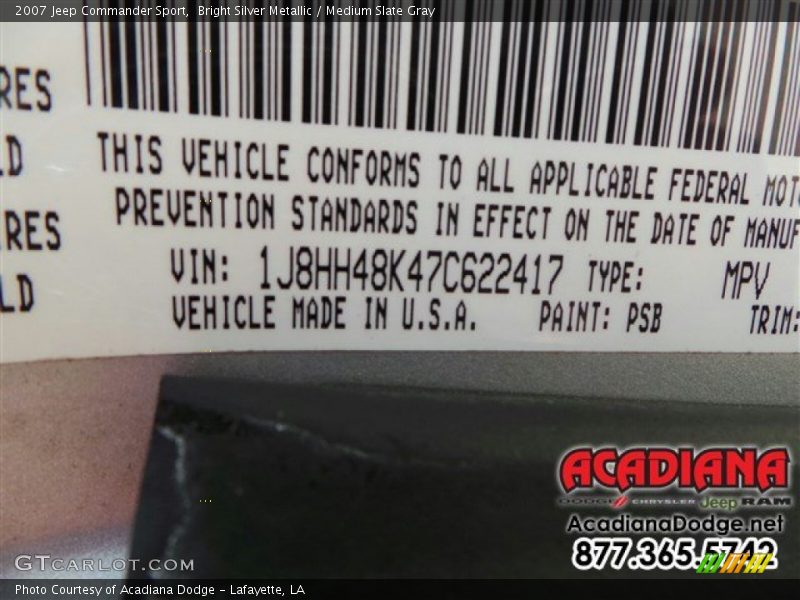 2007 Jeep Commander Sport, Bright Silver Metallic / Medium Slate Gray
RES
LD
IRES
LD
THIS VEHICLE CONFORMS TO ALL APPLICABLE FEDERAL MOT
PREVENTION STANDARDS IN EFFECT ON THE DATE OF MANUF
VIN: 1J8HH48K47C622417 TYPE: MPV
VEHICLE MADE IN U.S.A. PAINT: PSB TRIM:
ACADIANA
DODGE CHRYSLER Jeep RAM
AcadianaDodge.net
877.365.5742
GTCARLOT.COM
Photo Courtesy of Acadiana Dodge - Lafayette, LA